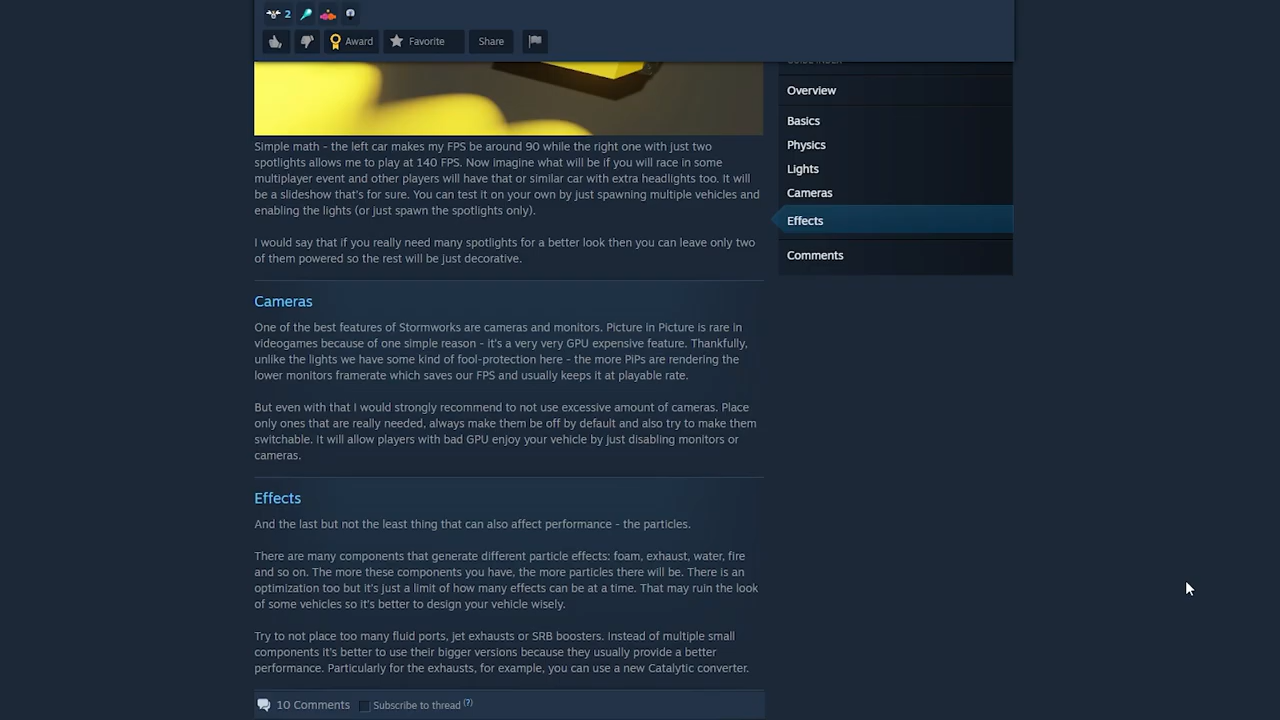 2
Award
Favorite
Share
Overview
Basics
Physics
Lights
Cameras
Effects
Comments
Simple math - the left car makes my FPS be around 90 while the right one with just two
spotlights allows me to play at 140 FPS. Now imagine what will be if you will race in some
multiplayer event and other players will have that or similar car with extra headlights too. It will
be a slideshow that's for sure. You can test it on your own by just spawning multiple vehicles and
enabling the lights (or just spawn the spotlights only).
I would say that if you really need many spotlights for a better look then you can leave only two
of them powered so the rest will be just decorative.
Cameras
One of the best features of Stormworks are cameras and monitors. Picture in Picture is rare in
videogames because of one simple reason - it's a very very GPU expensive feature. Thankfully,
unlike the lights we have some kind of fool-protection here - the more PiPs are rendering the
lower monitors framerate which saves our FPS and usually keeps it at playable rate.
But even with that I would strongly recommend to not use excessive amount of cameras. Place
only ones that are really needed, always make them be off by default and also try to make them
switchable. It will allow players with bad GPU enjoy your vehicle by just disabling monitors or
cameras.
Effects
And the last but not the least thing that can also affect performance - the particles.
There are many components that generate different particle effects: foam, exhaust, water, fire
and so on. The more these components you have, the more particles there will be. There is an
optimization too but it's just a limit of how many effects can be at a time. That may ruin the look
of some vehicles so it's better to design your vehicle wisely.
Try to not place too many fluid ports, jet exhausts or SRB boosters. Instead of multiple small
components it's better to use their bigger versions because they usually provide a better
performance. Particularly for the exhausts, for example, you can use a new Catalytic converter.
10 Comments
Subscribe to thread (?)